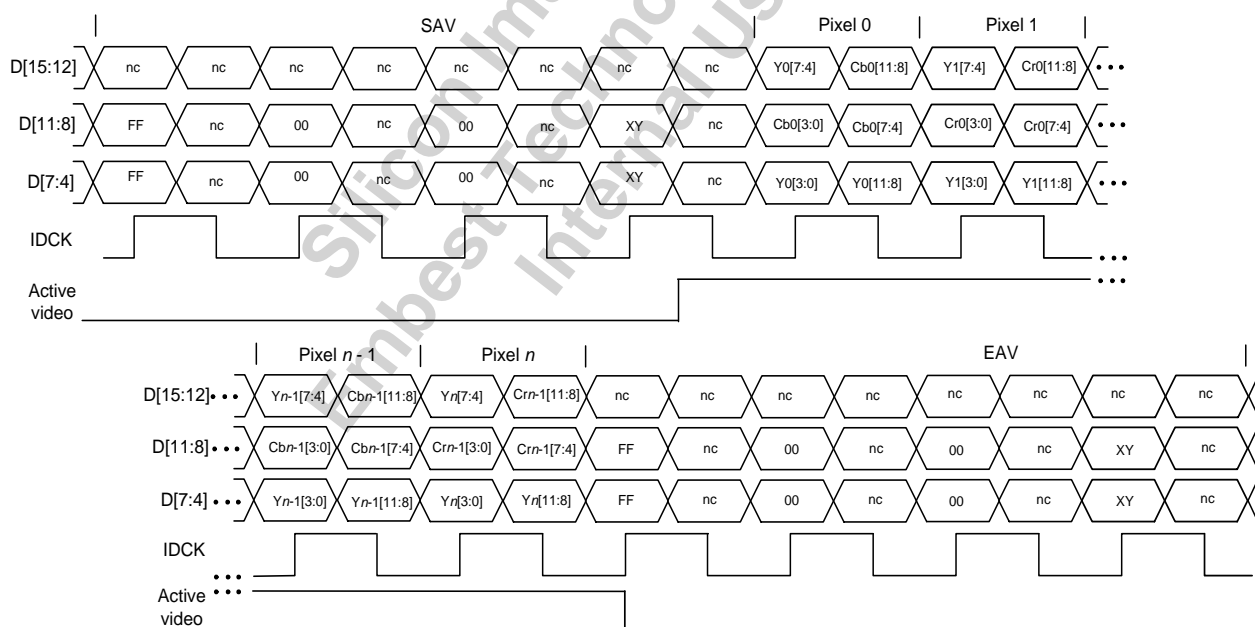 SAV Pixel 0 Pixel 1
D[15:12] nc nc nc nc nc nc nc nc Y0[7:4] Cb0[11:8] Y1[7:4] Cr0[11:8]
D[11:8] FF nc 00 nc 00 nc XY nc Cb0[3:0] Cb0[7:4] Cr0[3:0] Cr0[7:4]
D[7:4] FF nc 00 nc 00 nc XY nc Y0[3:0] Y0[11:8] Y1[3:0] Y1[11:8]
IDCK
Active
video
Pixel n - 1 Pixel n EAV
D[15:12] Yn-1[7:4] Cbn-1[11:8] Yn[7:4] Crn-1[11:8] nc nc nc nc nc nc nc nc
D[11:8] Cbn-1[3:0] Cbn-1[7:4] Crn-1[3:0] Crn-1[7:4] FF nc 00 nc 00 nc XY nc
D[7:4] Yn-1[3:0] Yn-1[11:8] Yn[3:0] Yn[11:8] FF nc 00 nc 00 nc XY nc
IDCK
Active
video
Silicon
Embest
Internal